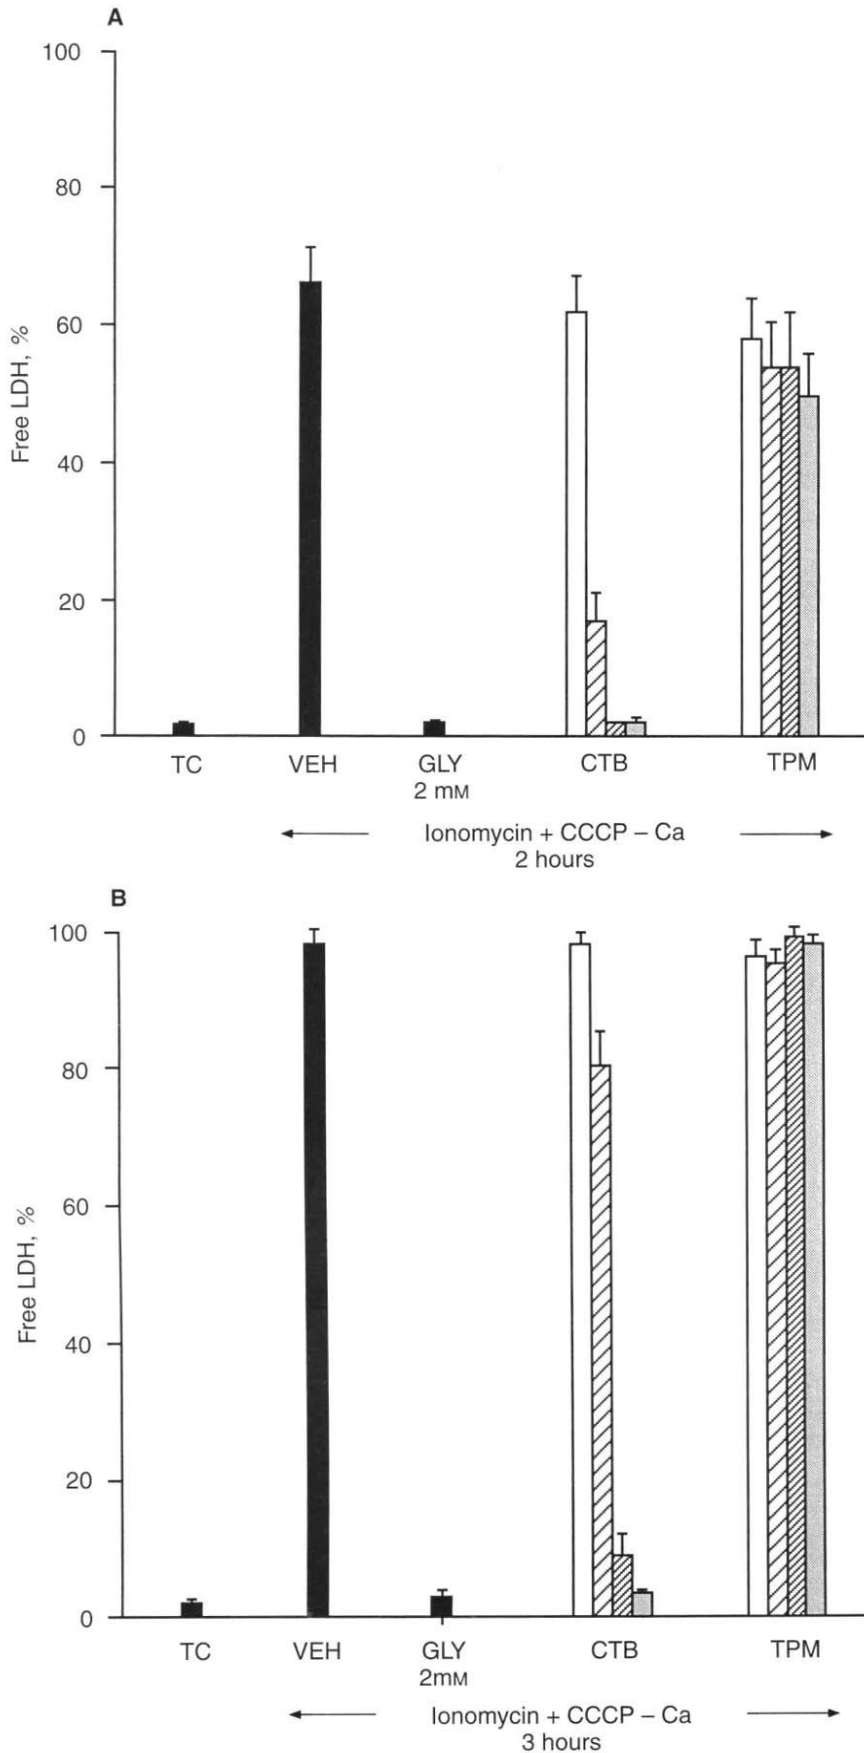 A
100
80
60
40
20
0
Free LDH, %
TC VEH GLY CTB TPM
2 mM
Ionomycin + CCCP – Ca
2 hours
B
100
80
60
40
20
0
Free LDH, %
TC VEH GLY CTB TPM
2mM
Ionomycin + CCCP – Ca
3 hours